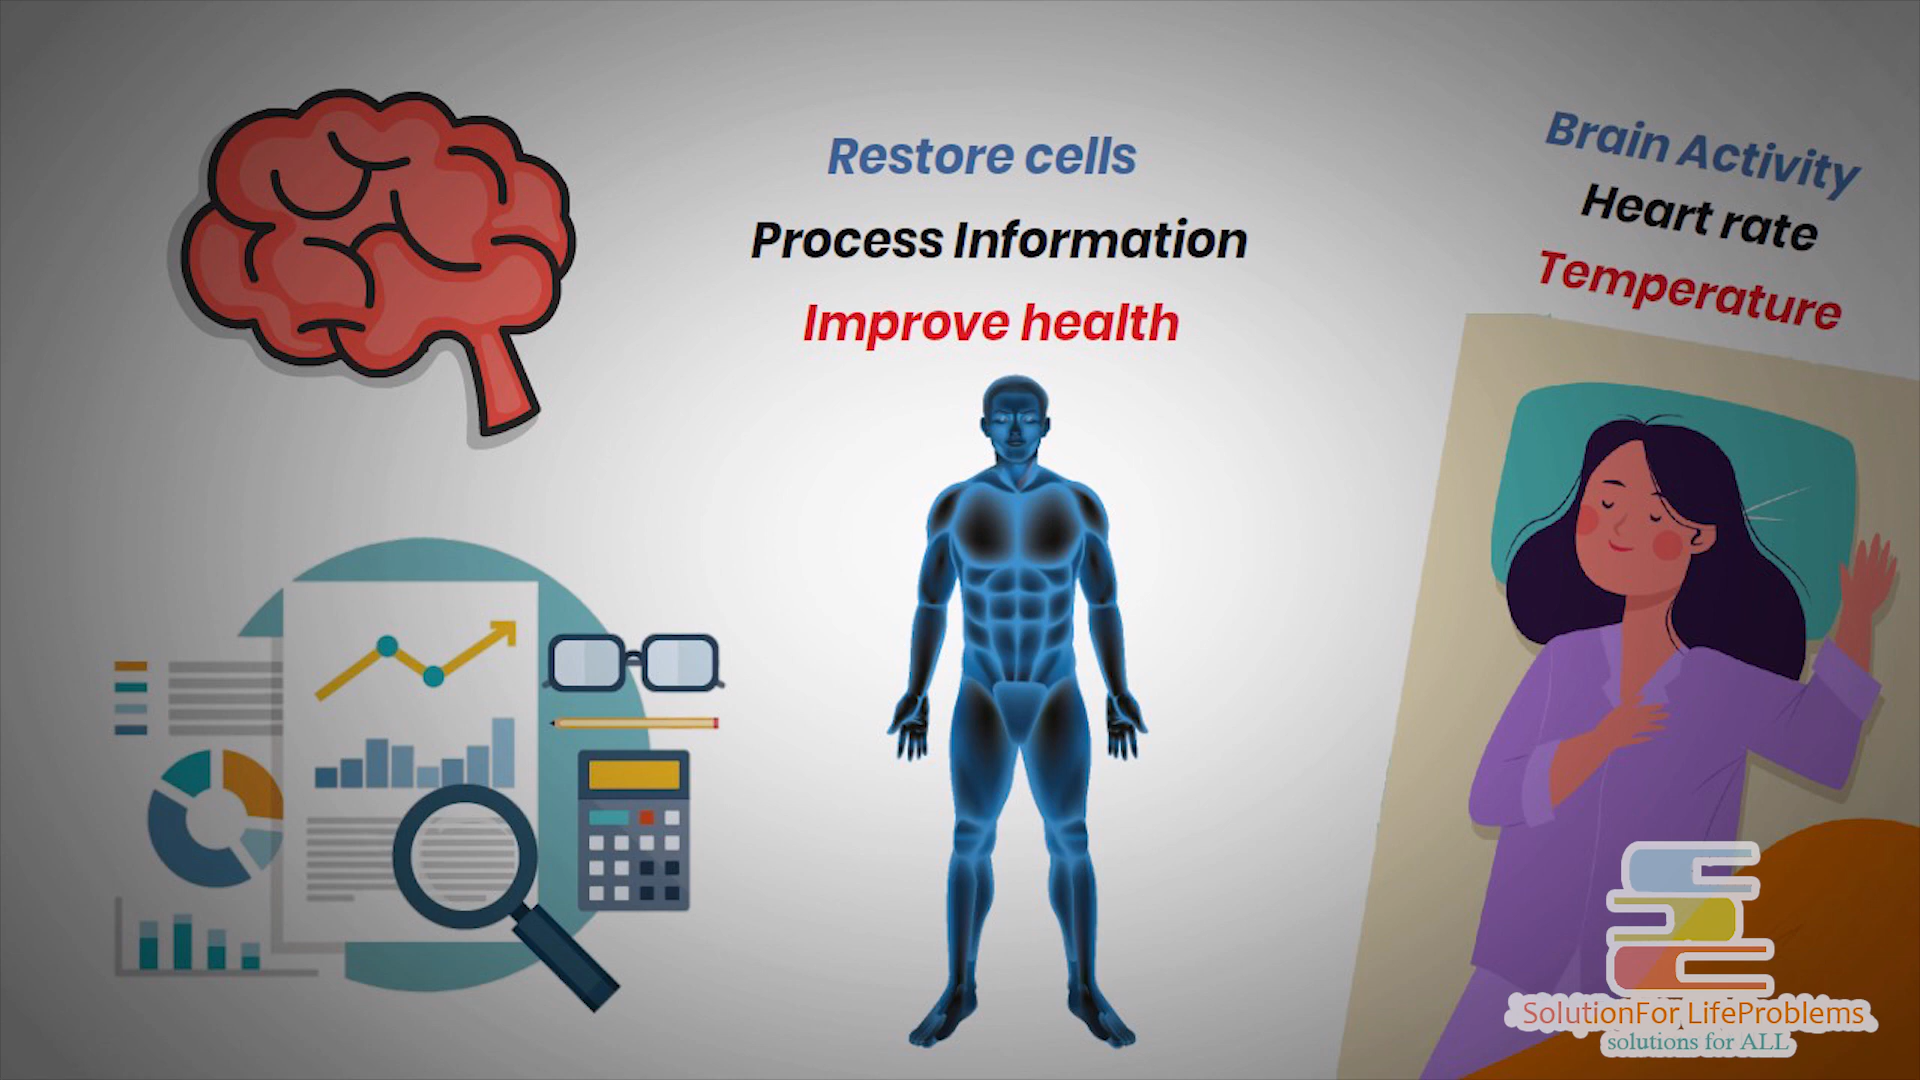 Restore cells
Process Information
Improve health
Brain Activity
Heart rate
Temperature
SolutionFor LifeProblems
solutions for ALL